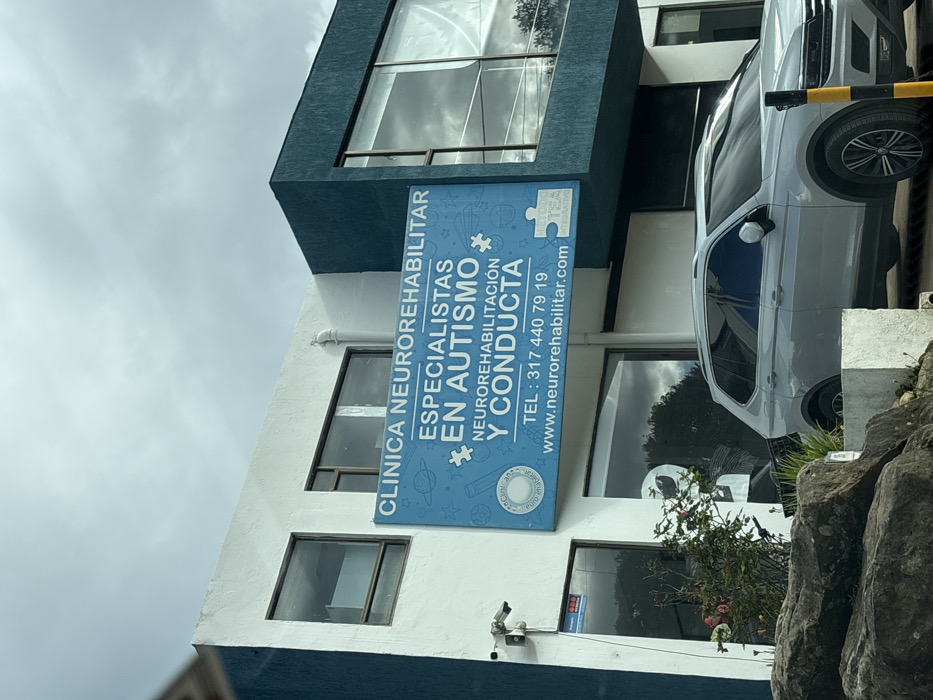 CLINICA NEUROREHABILITAR
ESPECIALISTAS
EN AUTISMO
NEUROREHABILITACIÓN
Y CONDUCTA
TEL : 317 440 79 19
www.neurorehabilitar.com